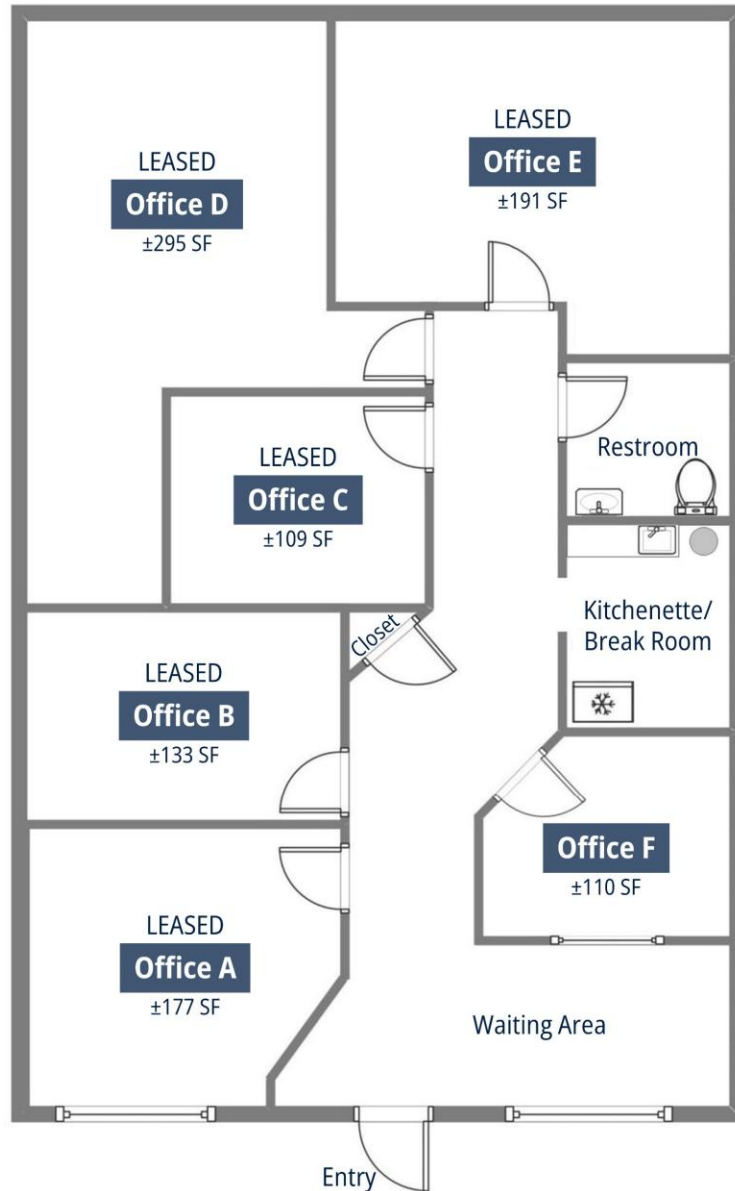 LEASED
Office D
±295 SF
LEASED
Office E
±191 SF
LEASED
Office C
±109 SF
Restroom
Closet
Kitchenette/
Break Room
LEASED
Office B
±133 SF
Office F
±110 SF
LEASED
Office A
±177 SF
Waiting Area
Entry